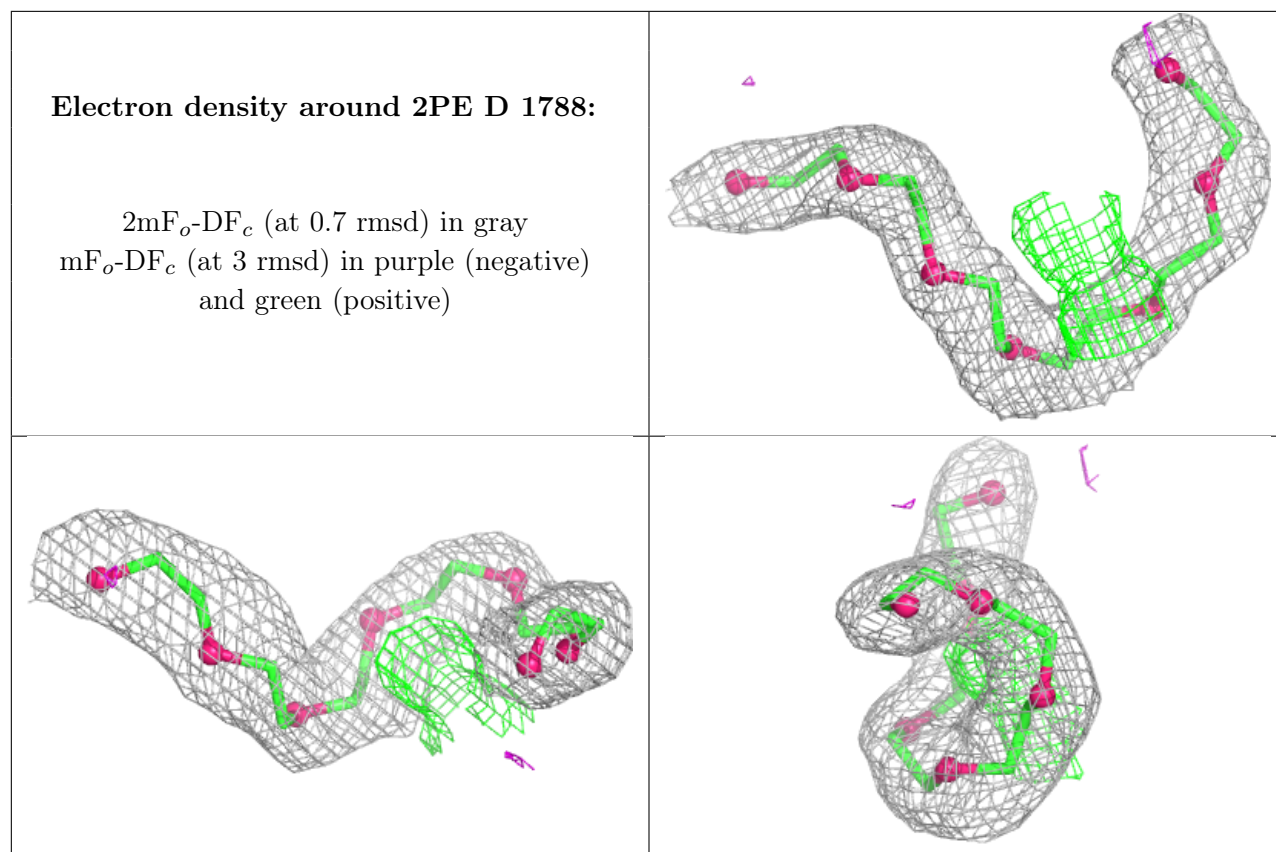 Electron density around 2PE D 1788:
2mFo-DFc (at 0.7 rmsd) in gray
mFo-DFc (at 3 rmsd) in purple (negative)
and green (positive)